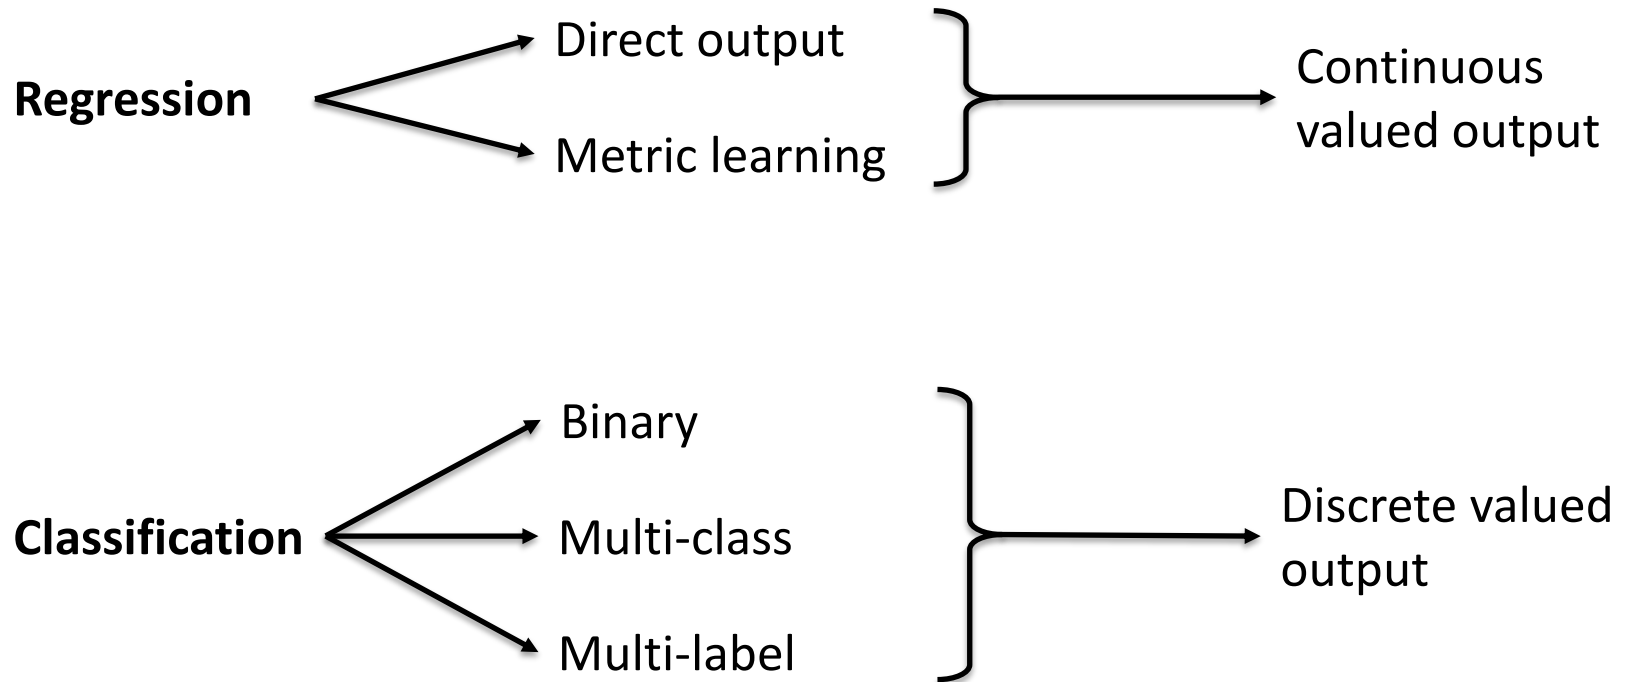 Regression
Direct output
Metric learning
Continuous
valued output
Classification
Binary
Multi-class
Multi-label
Discrete valued
output